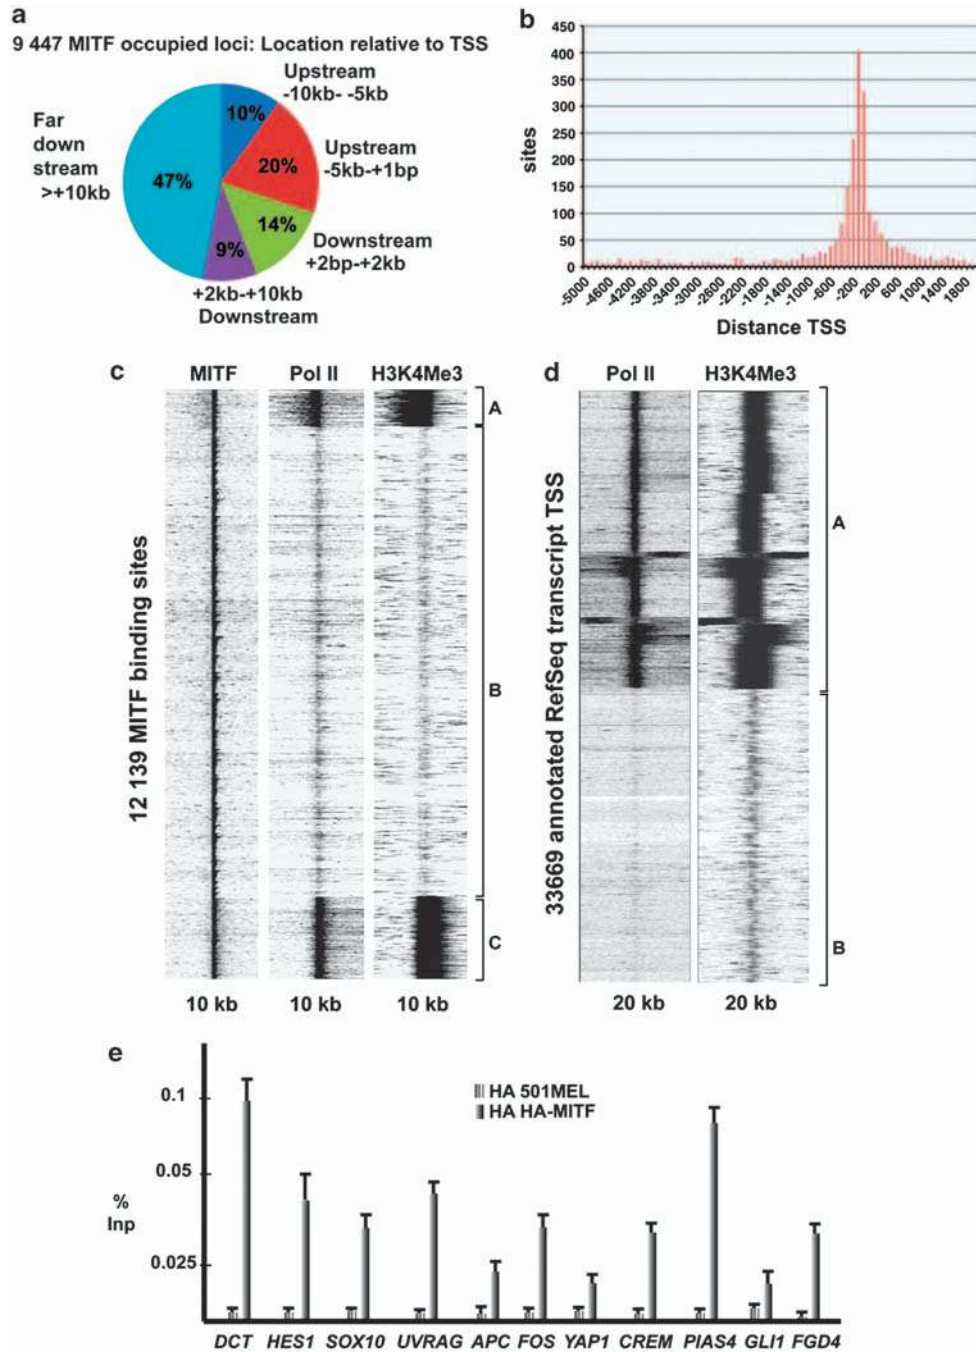 a
9 447 MITF occupied loci: Location relative to TSS
Upstream
-10kb- -5kb
10%
Upstream
-5kb-+1bp
20%
Far
down
stream
>+10kb
47%
14%
Downstream
+2bp-+2kb
9%
+2kb-+10kb
Downstream
b
sites
450
400
350
300
250
200
150
100
50
0
-5000
-4600
-4200
-3800
-3400
-3000
-2600
-2200
-1800
-1400
-1000
-600
-200
200
600
1000
1400
1800
Distance TSS
c
MITF Pol II H3K4Me3
12 139 MITF binding sites
A
B
C
10 kb 10 kb 10 kb
d
Pol II H3K4Me3
33669 annotated RefSeq transcript TSS
A
B
20 kb 20 kb
e
HA 501MEL
HA HA-MITF
0.1
0.05
% Inp
0.025
DCT HES1 SOX10 UVRAG APC FOS YAP1 CREM PIAS4 GLI1 FGD4